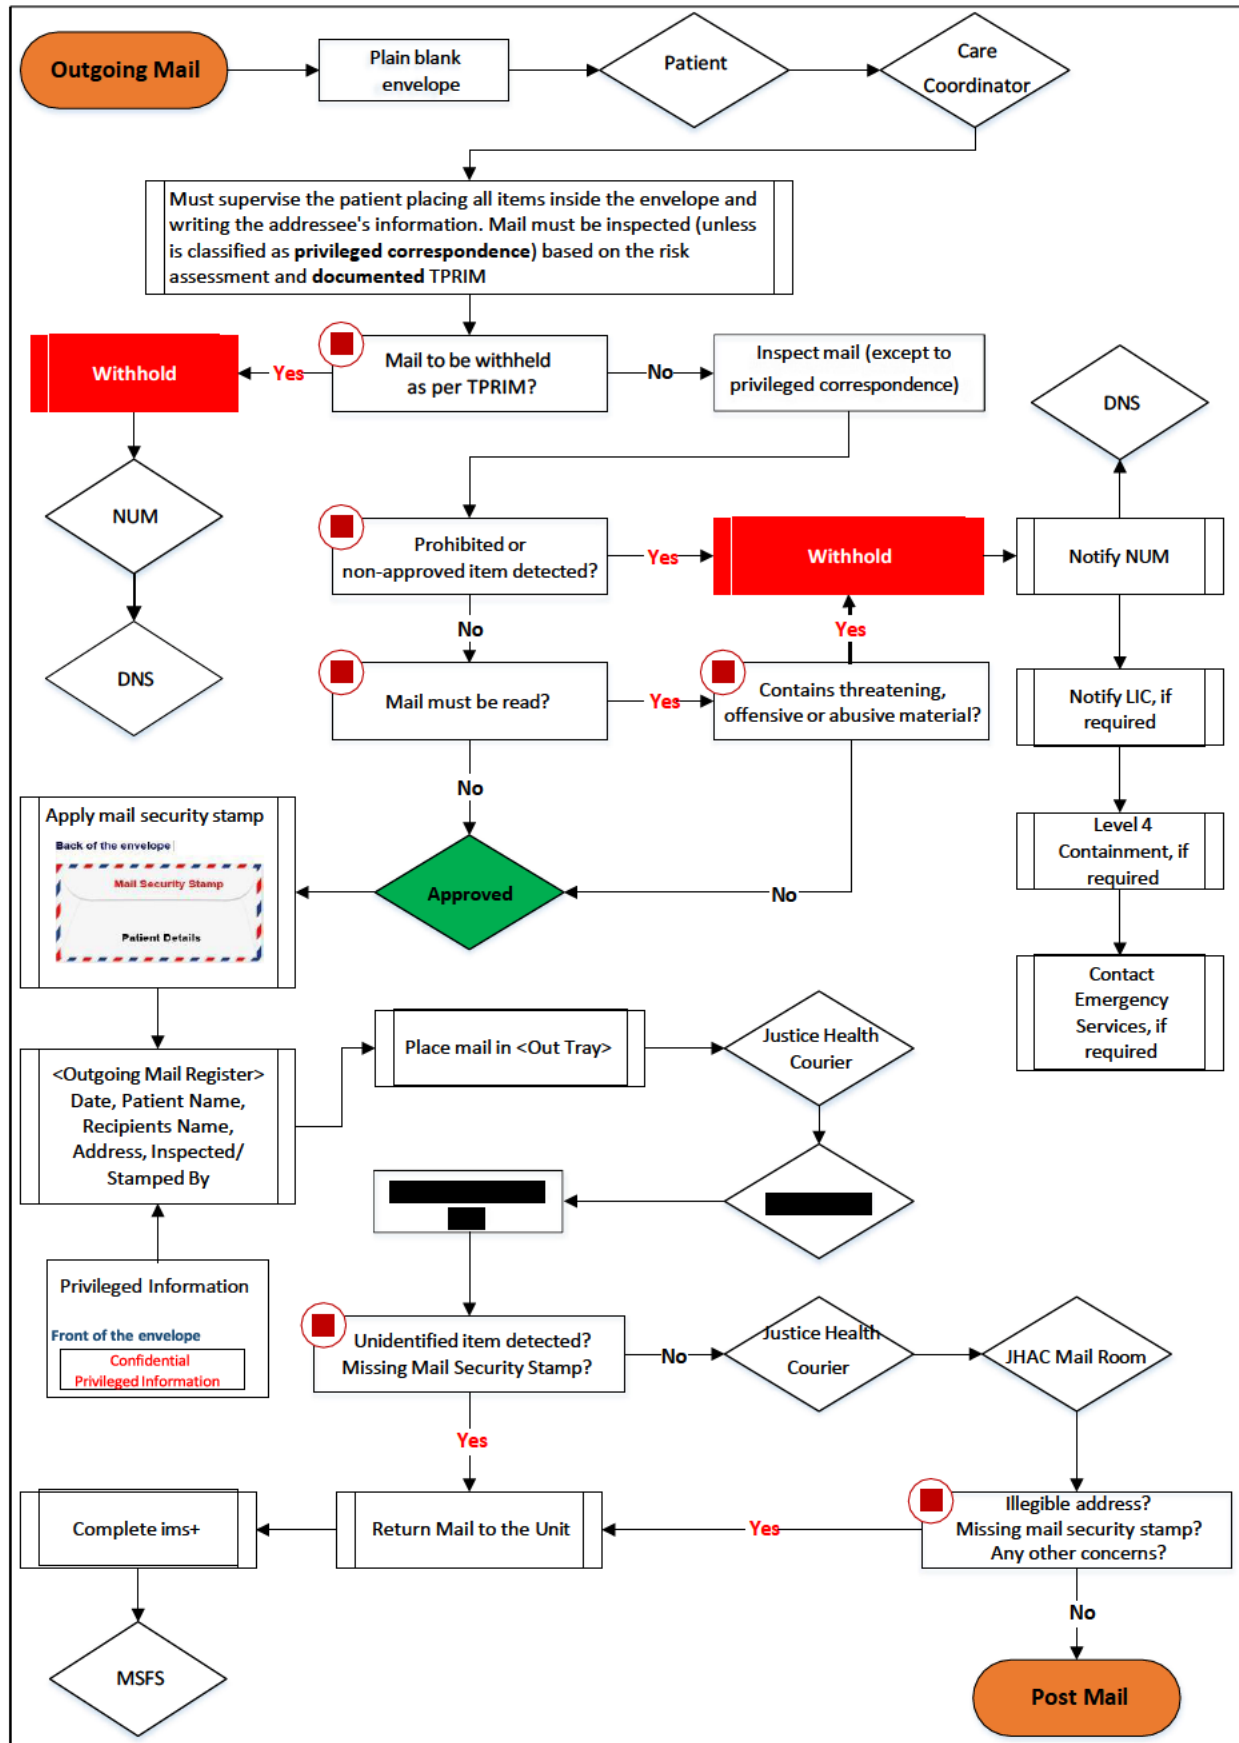 Outgoing Mail
Plain blank
envelope
Patient
Care
Coordinator
Must supervise the patient placing all items inside the envelope and
writing the addressee's information. Mail must be inspected (unless
is classified as privileged correspondence) based on the risk
assessment and documented TPRIM
Withhold
Yes
Mail to be withheld
as per TPRIM?
No
Inspect mail (except to
privileged correspondence)
DNS
NUM
Prohibited or
non-approved item detected?
Yes
Withhold
Notify NUM
No
Yes
DNS
Mail must be read?
Yes
Contains threatening,
offensive or abusive material?
Notify LIC, if
required
No
Apply mail security stamp
Back of the envelope
Mail Security Stamp
Patient Details
Approved
No
Level 4
Containment, if
required
Contact
Emergency
Services, if
required
<Outgoing Mail Register>
Date, Patient Name,
Recipients Name,
Address, Inspected/
Stamped By
Place mail in <Out Tray>
Justice Health
Courier
Privileged Information
Front of the envelope
Confidential
Privileged Information
Unidentified item detected?
Missing Mail Security Stamp?
No
Justice Health
Courier
JHAC Mail Room
Yes
Complete ims+
Return Mail to the Unit
Yes
Illegible address?
Missing mail security stamp?
Any other concerns?
No
MSFS
Post Mail